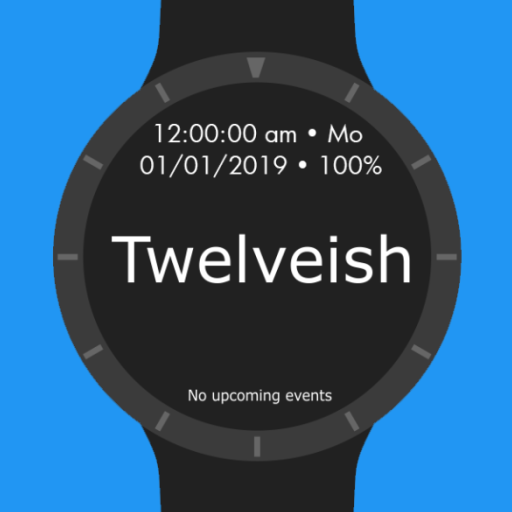 12:00:00 am • Mo
01/01/2019 • 100%
Twelveish
No upcoming events